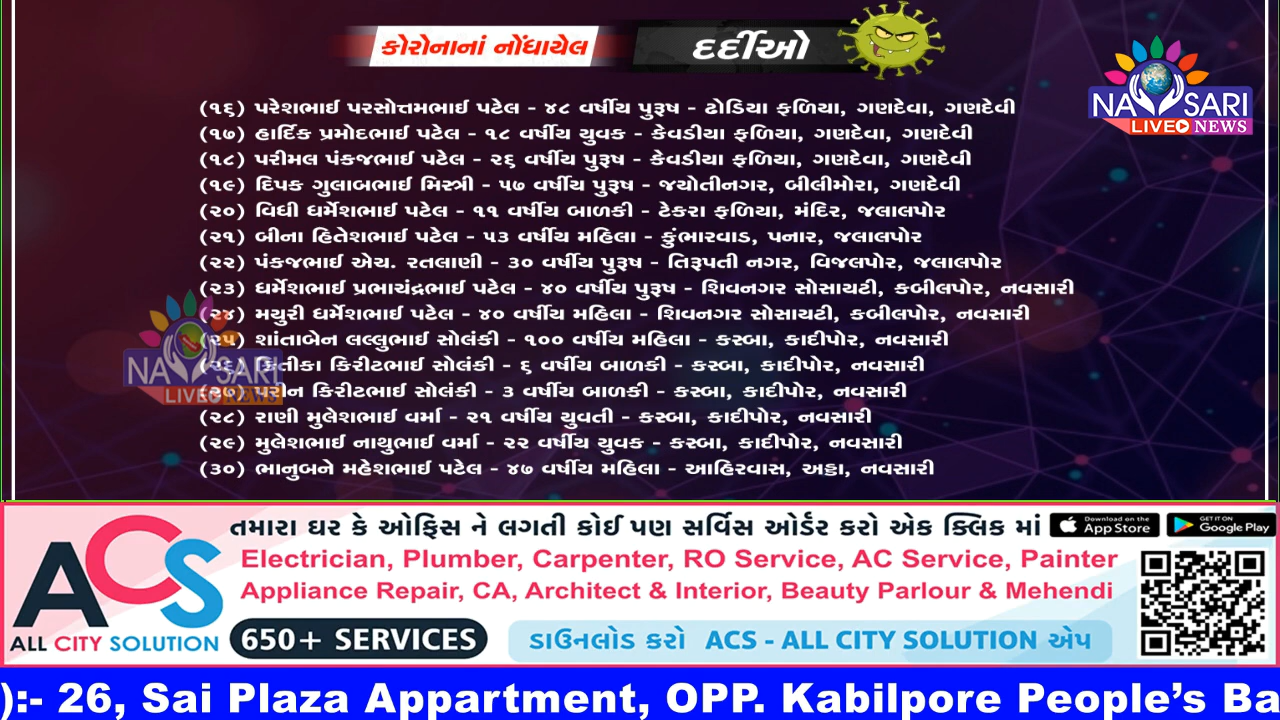 કોરોનાનાં નોંધાયેલ દર્દીઓ
NAVSARI
LIVE NEWS
(૧૬) પરેશભાઈ પરસોત્તમભાઈ પટેલ - ૪૮ વર્ષીય પુરૂષ - ઢોડિયા ફળિયા, ગણદેવા, ગણદેવી
(૧૭) હાર્દિક પ્રમોદભાઈ પટેલ - ૧૮ વર્ષીય યુવક - કેવડીયા ફળિયા, ગણદેવા, ગણદેવી
(૧૮) પરીમલ પંકજભાઈ પટેલ - ૨૬ વર્ષીય પુરૂષ - કેવડીયા ફળિયા, ગણદેવા, ગણદેવી
(૧૯) દિપક ગુલાબભાઈ મિસ્ત્રી - ૫૭ વર્ષીય પુરૂષ - જયોતીનગર, બીલીમોરા, ગણદેવી
(૨૦) વિધી ધર્મેશભાઈ પટેલ - ૧૧ વર્ષીય બાળકી - ટેકરા ફળિયા, મંદિર, જલાલપોર
(૨૧) બીના હિતેશભાઈ પટેલ - ૫૩ વર્ષીય મહિલા - કુંભારવાડ, પનાર, જલાલપોર
(૨૨) પંકજભાઈ એચ. રતલાણી - ૩૦ વર્ષીય પુરૂષ - તિરૂપતી નગર, વિજલપોર, જલાલપોર
(૨૩) ધર્મેશભાઈ પ્રભાચંદ્રભાઈ પટેલ - ૪૦ વર્ષીય પુરૂષ - શિવનગર સોસાયટી, કબીલપોર, નવસારી
(૨૪) મયુરી ધર્મેશભાઈ પટેલ - ૪૦ વર્ષીય મહિલા - શિવનગર સોસાયટી, કબીલપોર, નવસારી
(૨૫) શાંતાબેન લલ્લુભાઈ સોલંકી - ૧૦૦ વર્ષીય મહિલા - કસ્બા, કાદીપોર, નવસારી
(૨૬) કિરીટભાઈ સોલંકી - ૬ વર્ષીય બાળકી - કસ્બા, કાદીપોર, નવસારી
(૨૭) કિરીટભાઈ સોલંકી - ૩ વર્ષીય બાળકી - કસ્બા, કાદીપોર, નવસારી
(૨૮) રાણી મુલેશભાઈ વર્મા - ૨૧ વર્ષીય યુવતી - કસ્બા, કાદીપોર, નવસારી
(૨૯) મુલેશભાઈ નાથુભાઈ વર્મા - ૨૨ વર્ષીય યુવક - કસ્બા, કાદીપોર, નવસારી
(૩૦) ભાનુબને મહેશભાઈ પટેલ - ૪૭ વર્ષીય મહિલા - આહિરવાસ, અડ્ડા, નવસારી
NAVSARI
LIVE NEWS
ACS
ALL CITY SOLUTION
તમારા ઘર કે ઓફિસ ને લગતી કોઈ પણ સર્વિસ ઓર્ડર કરો એક ક્લિક માં
Download on the
App Store
GET IT ON
Google Play
Electrician, Plumber, Carpenter, RO Service, AC Service, Painter
Appliance Repair, CA, Architect & Interior, Beauty Parlour & Mehendi
650+ SERVICES
ડાઉનલોડ કરો ACS - ALL CITY SOLUTION એપ
):- 26, Sai Plaza Appartment, OPP. Kabilpore People’s Ba